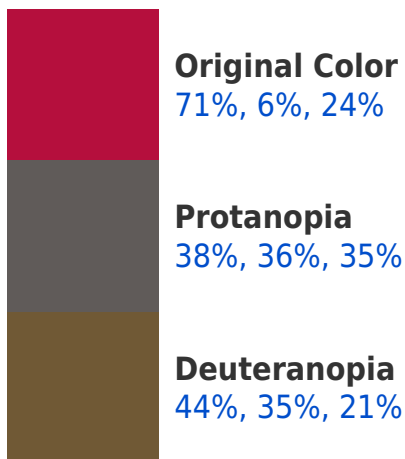 Original Color
71%, 6%, 24%
Protanopia
38%, 36%, 35%
Deuteranopia
44%, 35%, 21%